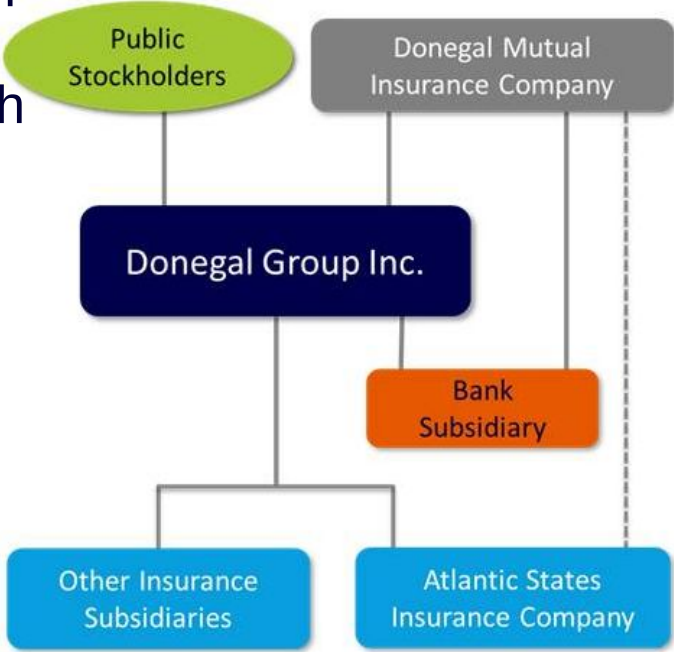 h
Public
Stockholders
Donegal Mutual
Insurance Company
Donegal Group Inc.
Bank
Subsidiary
Other Insurance
Subsidiaries
Atlantic States
Insurance Company